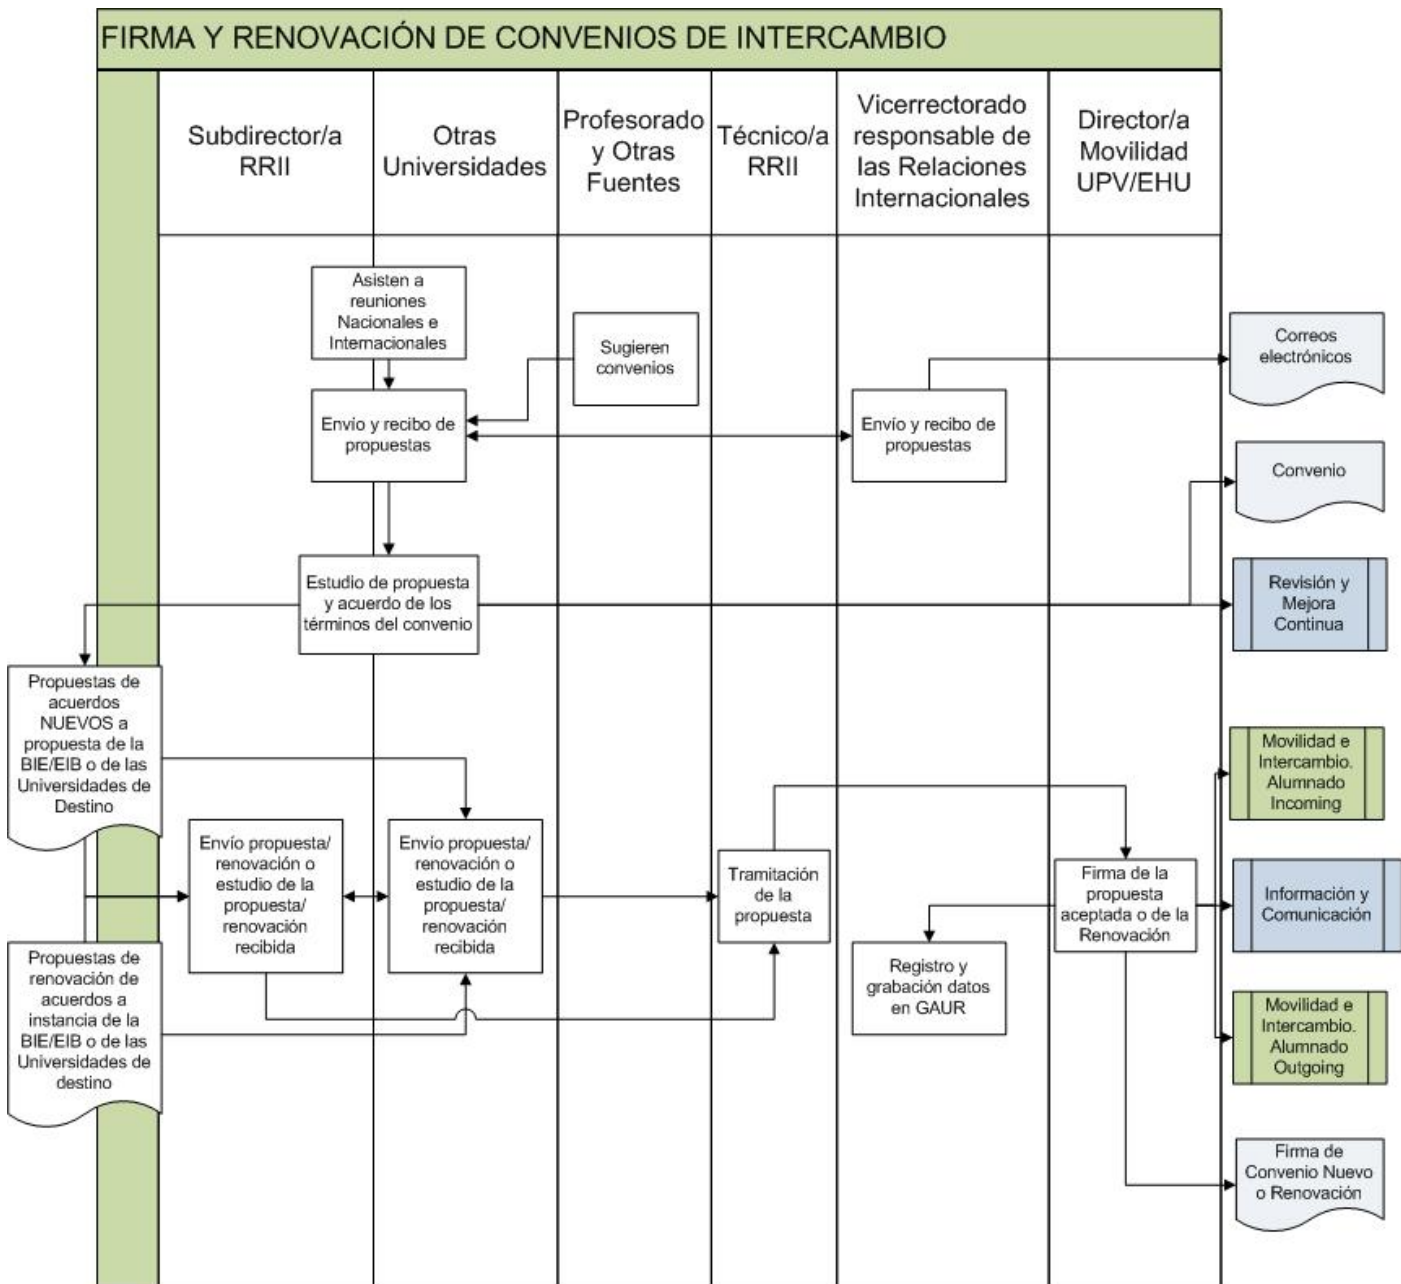 FIRMA Y RENOVACIÓN DE CONVENIOS DE INTERCAMBIO
Subdirector/a
RRII
Otras
Universidades
Profesorado
y Otras
Fuentes
Técnico/a
RRII
Vicerrectorado
responsable de
las Relaciones
Internacionales
Director/a
Movilidad
UPV/EHU
Asisten a
reuniones
Nacionales e
Internacionales
Sugieren
convenios
Correos
electrónicos
Envío y recibo de
propuestas
Envío y recibo de
propuestas
Convenio
Estudio de propuesta
y acuerdo de los
términos del convenio
Revisión y
Mejora
Continua
Propuestas de
acuerdos
NUEVOS a
propuesta de la
BIE/EIB o de las
Universidades de
Destino
Movilidad e
Intercambio.
Alumnado
Incoming
Envío propuesta/
renovación o
estudio de la
propuesta/
renovación
recibida
Envío propuesta/
renovación o
estudio de la
propuesta/
renovación
recibida
Tramitación
de la
propuesta
Firma de la
propuesta
aceptada o de la
Renovación
Información y
Comunicación
Propuestas de
renovación de
acuerdos a
instancia de la
BIE/EIB o de las
Universidades de
destino
Registro y
grabación datos
en GAUR
Movilidad e
Intercambio.
Alumnado
Outgoing
Firma de
Convenio Nuevo
o Renovación